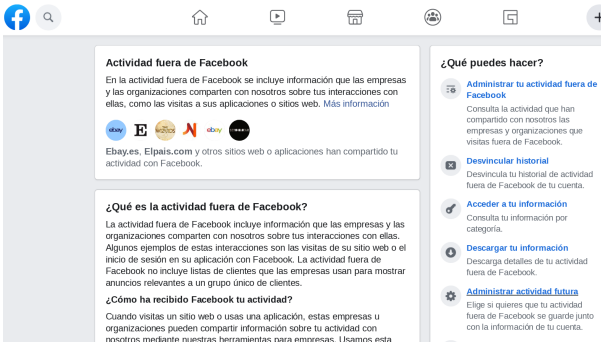 Actividad fuera de Facebook
En la actividad fuera de Facebook se incluye información que las empresas
y las organizaciones comparten con nosotros sobre tus interacciones con
ellas, como las visitas a sus aplicaciones o sitios web. Más información
ebay E N ebay
Ebay.es, Elpais.com y otros sitios web o aplicaciones han compartido tu
actividad con Facebook.
¿Qué es la actividad fuera de Facebook?
La actividad fuera de Facebook incluye información que las empresas y las
organizaciones comparten con nosotros sobre tus interacciones con ellas.
Algunos ejemplos de estas interacciones son las visitas de su sitio web o el
inicio de sesión en su aplicación con Facebook. La actividad fuera de
Facebook no incluye listas de clientes que las empresas usan para mostrar
anuncios relevantes a un grupo único de clientes.
¿Cómo ha recibido Facebook tu actividad?
Cuando visitas un sitio web o usas una aplicación, estas empresas u
organizaciones pueden compartir información sobre tu actividad con
nosotros mediante nuestras herramientas para empresas. Usamos esta
¿Qué puedes hacer?
Administrar tu actividad fuera de
Facebook
Consulta la actividad que han
compartido con nosotros las
empresas y organizaciones que
visitas fuera de Facebook.
Desvincular historial
Desvincula tu historial de actividad
fuera de Facebook de tu cuenta.
Acceder a tu información
Consulta tu información por
categoría.
Descargar tu información
Descarga detalles de tu actividad
fuera de Facebook.
Administrar actividad futura
Elige si quieres que tu actividad
fuera de Facebook se guarde junto
con la información de tu cuenta.